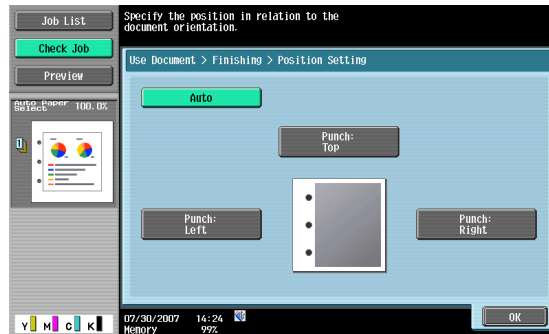 Job List
Check Job
Preview
Auto Paper
Select 100.0%
Y M C K
Specify the position in relation to the
document orientation.
Use Document > Finishing > Position Setting
Auto
Punch:
Top
Punch:
Left
Punch:
Right
07/30/2007 14:24
Memory 99%
OK